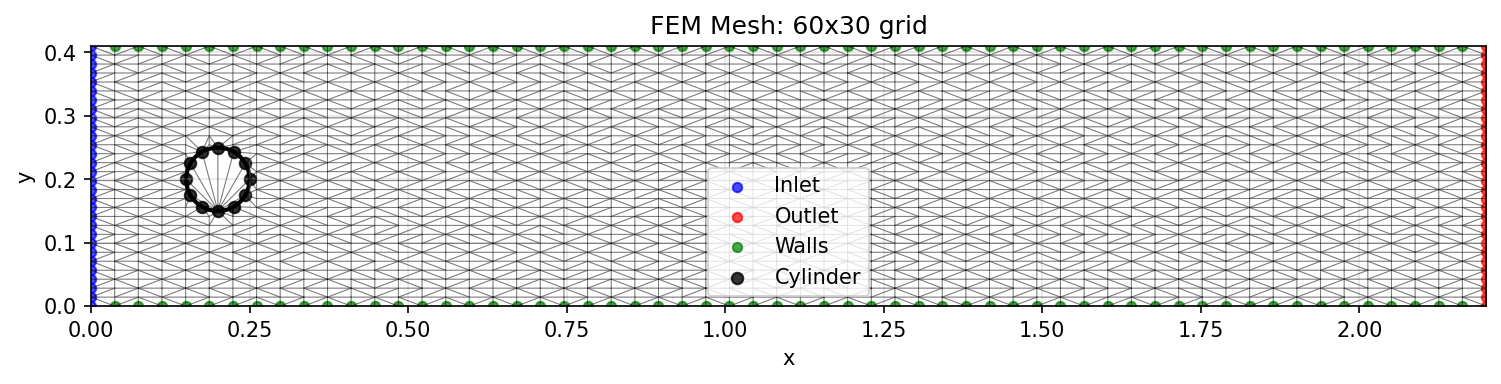 FEM Mesh: 60x30 grid
0.4
0.3
0.2
0.1
0.0
y
Inlet
Outlet
Walls
Cylinder
0.00 0.25 0.50 0.75 1.00 1.25 1.50 1.75 2.00
x